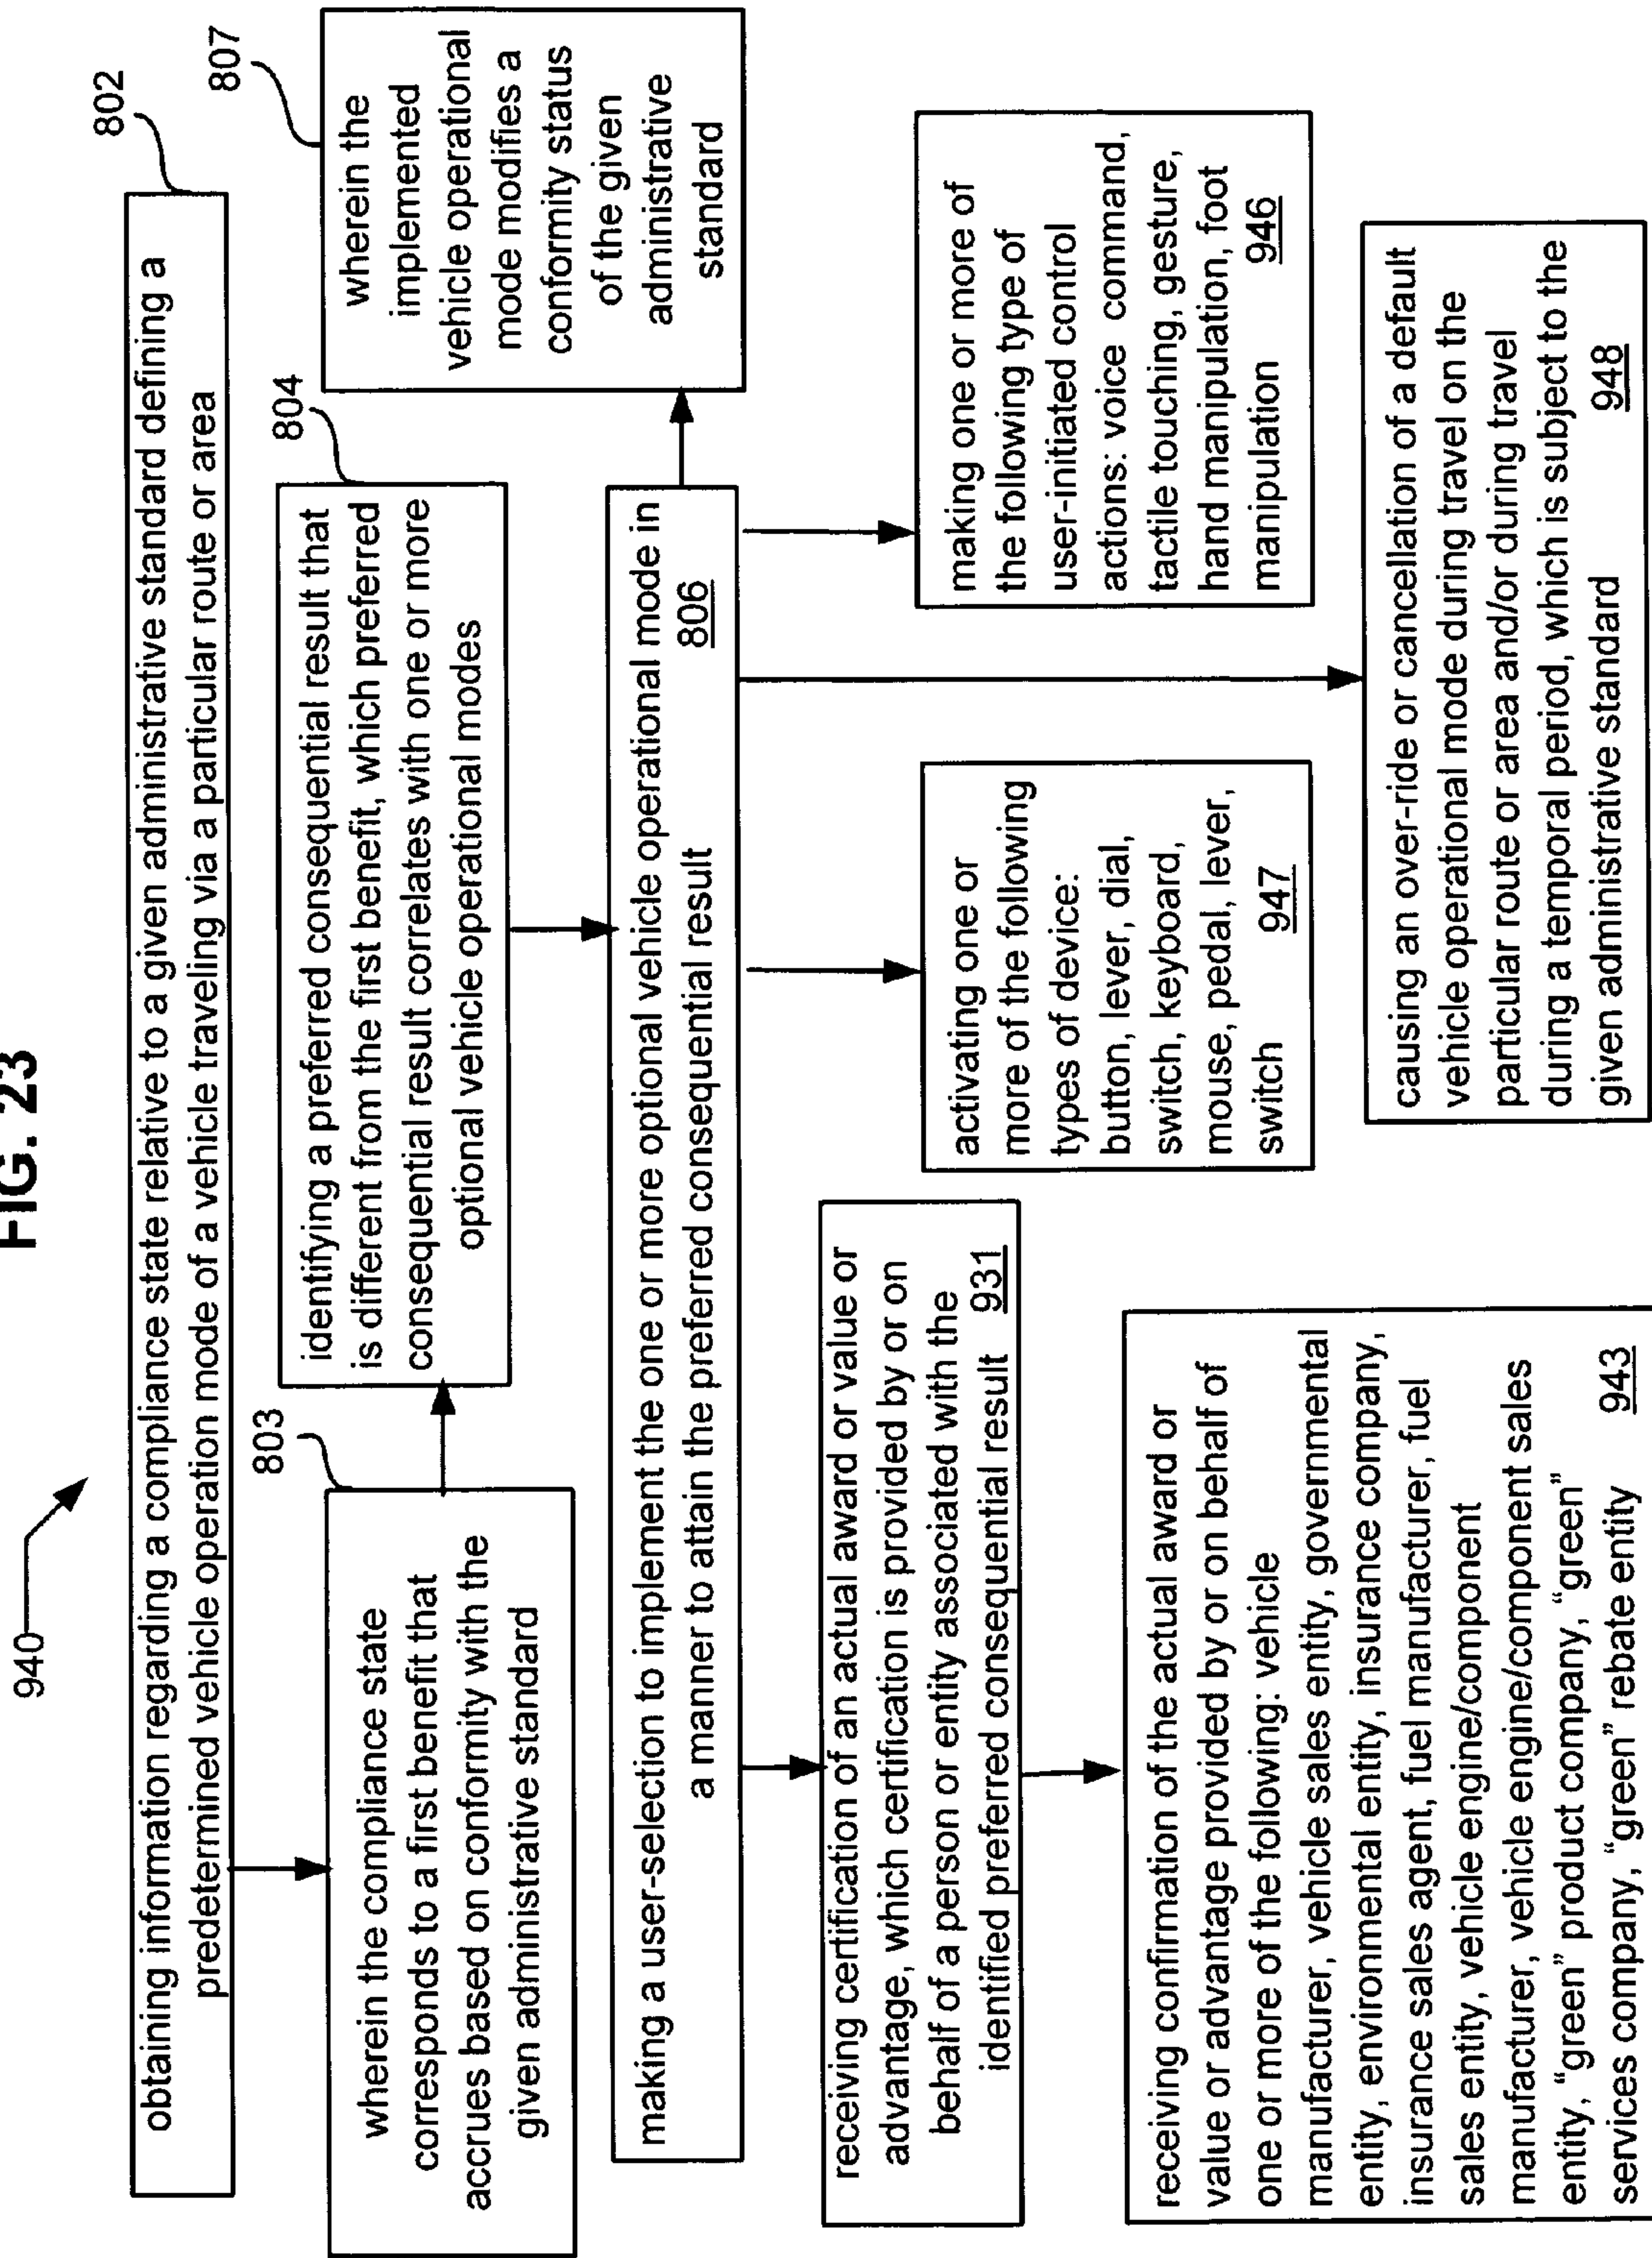 FIG. 23
940
802
obtaining information regarding a compliance state relative to a given administrative standard defining a
predetermined vehicle operation mode of a vehicle traveling via a particular route or area
803
wherein the compliance state
corresponds to a first benefit that
accrues based on conformity with the
given administrative standard
804
identifying a preferred consequential result that
is different from the first benefit, which preferred
consequential result correlates with one or more
optional vehicle operational modes
807
wherein the
implemented
vehicle operational
mode modifies a
conformity status
of the given
administrative
standard
making a user-selection to implement the one or more optional vehicle operational mode in
a manner to attain the preferred consequential result 806
receiving certification of an actual award or value or
advantage, which certification is provided by or on
behalf of a person or entity associated with the
identified preferred consequential result 931
activating one or
more of the following
types of device:
button, lever, dial,
switch, keyboard,
mouse, pedal, lever,
switch 947
making one or more of
the following type of
user-initiated control
actions: voice command,
tactile touching, gesture,
hand manipulation, foot
manipulation 946
receiving confirmation of the actual award or
value or advantage provided by or on behalf of
one or more of the following: vehicle
manufacturer, vehicle sales entity, governmental
entity, environmental entity, insurance company,
insurance sales agent, fuel manufacturer, fuel
sales entity, vehicle engine/component
manufacturer, vehicle engine/component sales
entity, “green” product company, “green”
services company, “green” rebate entity 943
causing an over-ride or cancellation of a default
vehicle operational mode during travel on the
particular route or area and/or during travel
during a temporal period, which is subject to the
given administrative standard 948